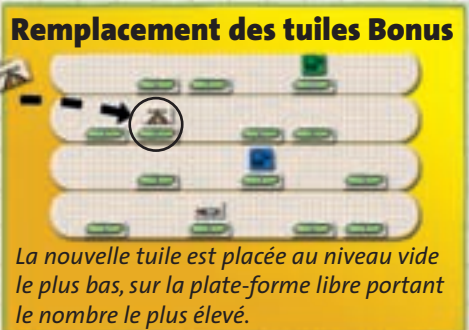 Remplacement des tuiles Bonus
La nouvelle tuile est placée au niveau vide
le plus bas, sur la plate-forme libre portant
le nombre le plus élevé.